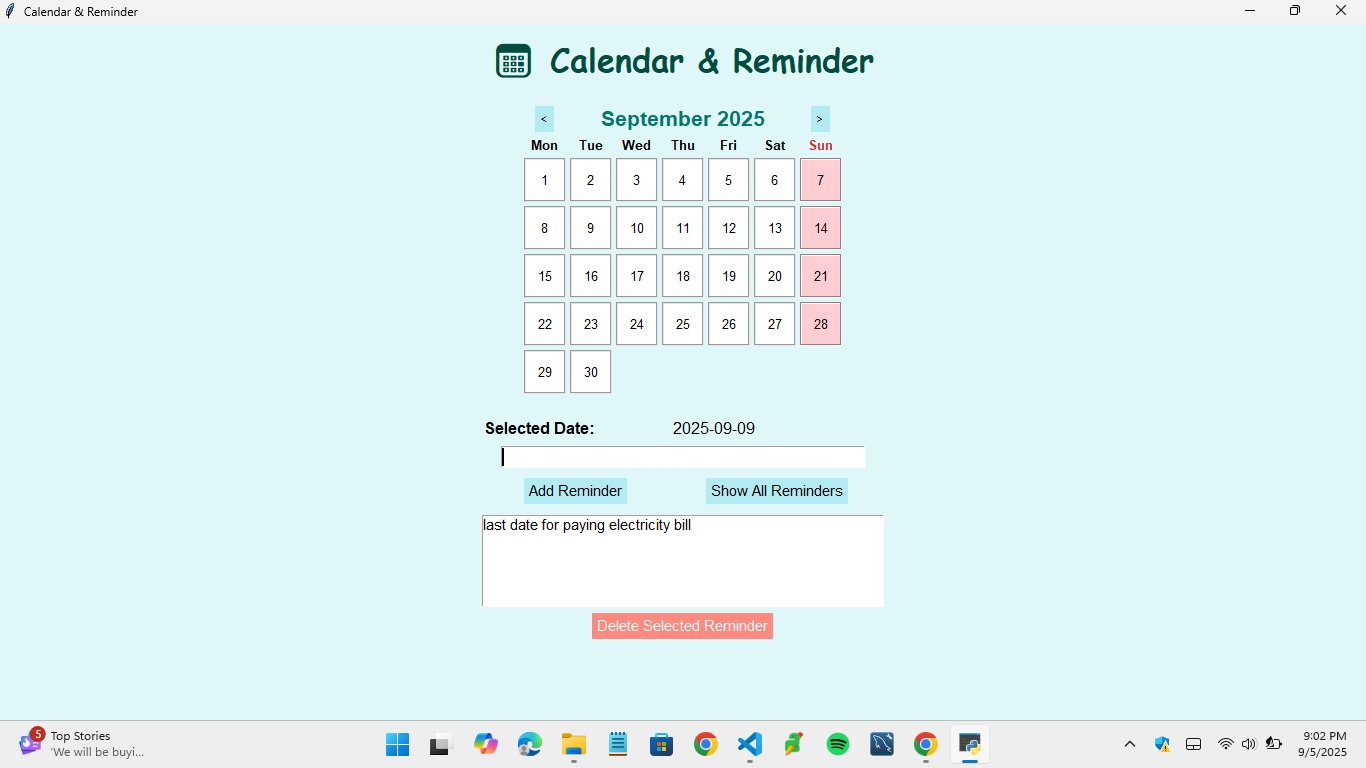 Calendar & Reminder
Calendar & Reminder
< September 2025 >
Mon Tue Wed Thu Fri Sat Sun
1 2 3 4 5 6 7
8 9 10 11 12 13 14
15 16 17 18 19 20 21
22 23 24 25 26 27 28
29 30
Selected Date: 2025-09-09
Add Reminder Show All Reminders
last date for paying electricity bill
Delete Selected Reminder
5 Top Stories
'We will be buyi...
9:02 PM
9/5/2025